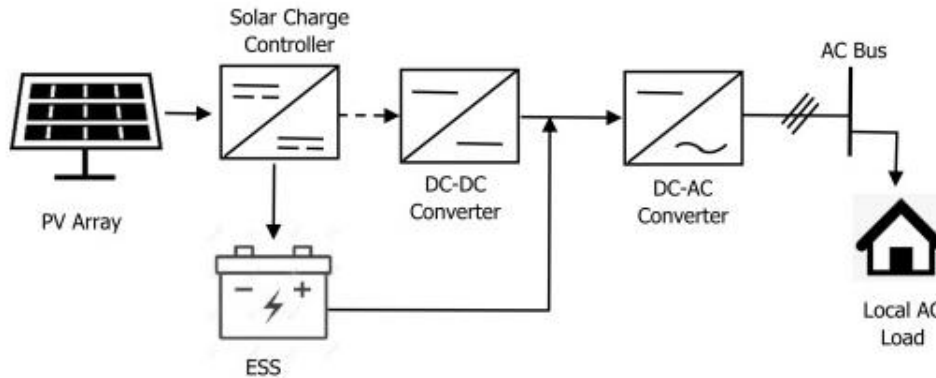 Solar Charge
Controller
AC Bus
PV Array
DC-DC
Converter
DC-AC
Converter
ESS
Local AC
Load